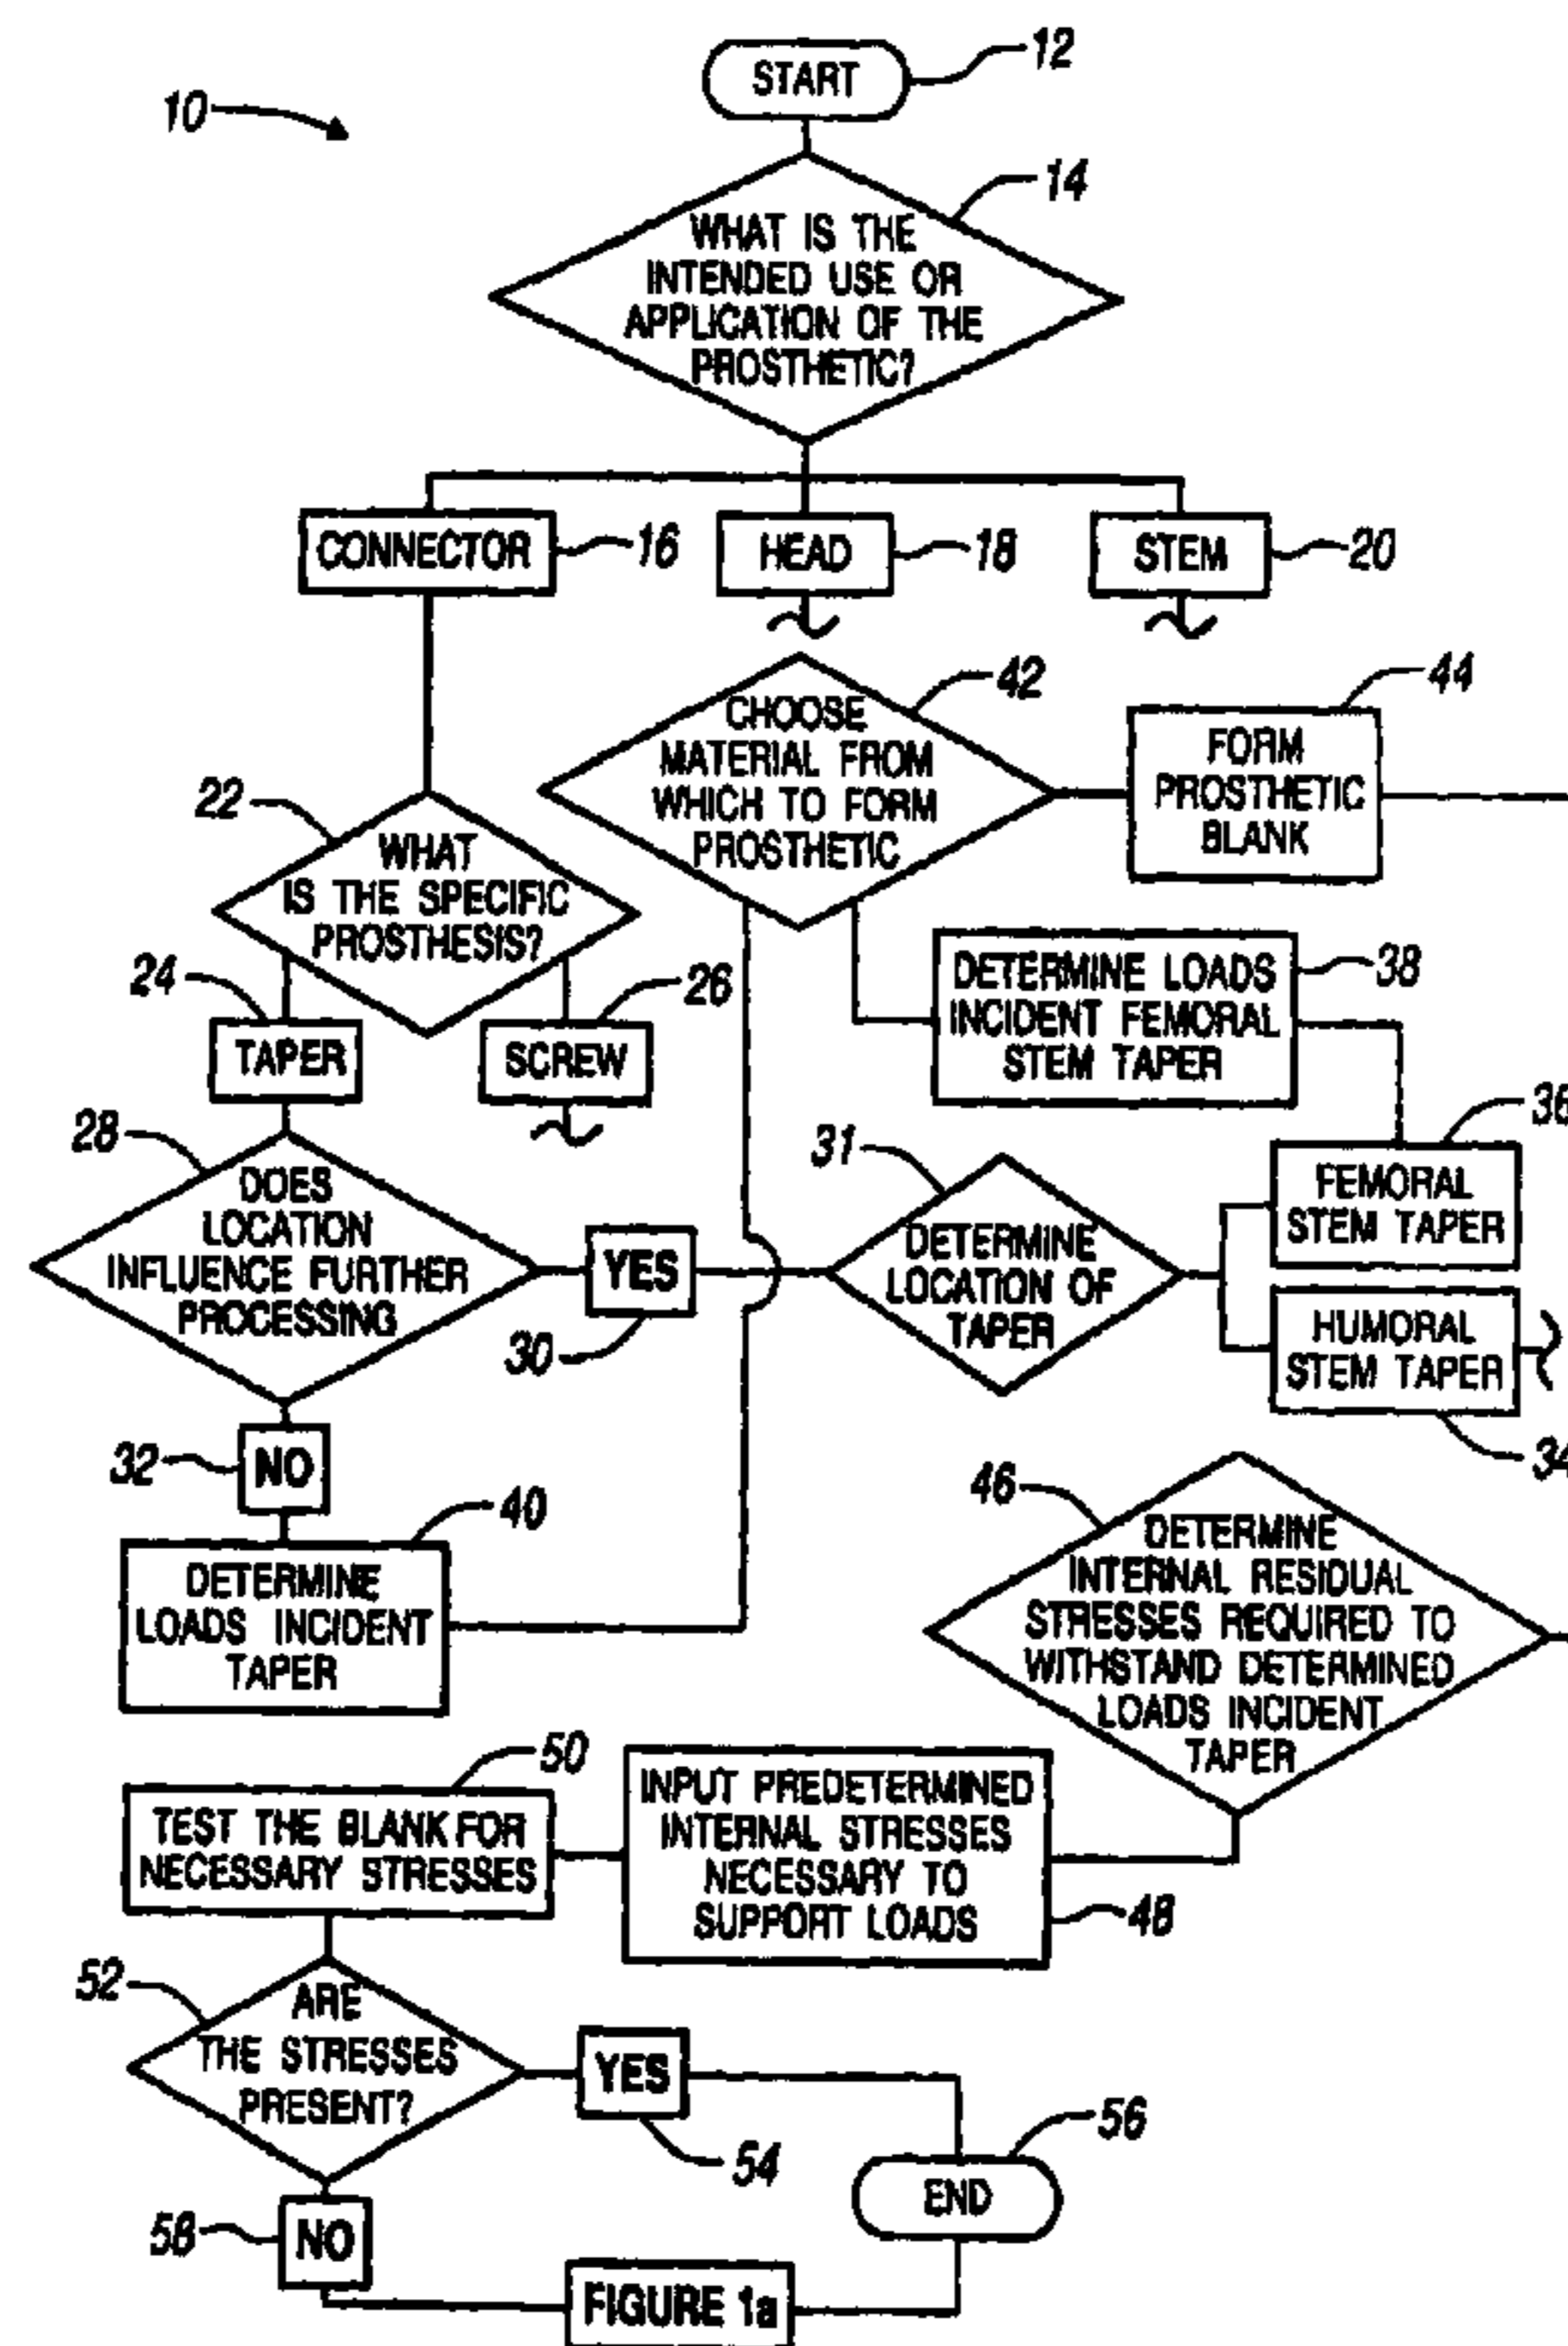 10
START
12
14
WHAT IS THE
INTENDED USE OR
APPLICATION OF THE
PROSTHETIC?
CONNECTOR
16
HEAD
18
STEM
20
42
CHOOSE
MATERIAL FROM
WHICH TO FORM
PROSTHETIC
44
FORM
PROSTHETIC
BLANK
22
WHAT
IS THE SPECIFIC
PROSTHESIS?
24
TAPER
26
SCREW
DETERMINE LOADS
INCIDENT FEMORAL
STEM TAPER
38
28
DOES
LOCATION
INFLUENCE FURTHER
PROCESSING
YES
30
31
DETERMINE
LOCATION OF
TAPER
36
FEMORAL
STEM TAPER
HUMORAL
STEM TAPER
34
32
NO
40
DETERMINE
LOADS INCIDENT
TAPER
46
DETERMINE
INTERNAL RESIDUAL
STRESSES REQUIRED TO
WITHSTAND DETERMINED
LOADS INCIDENT
TAPER
50
TEST THE BLANK FOR
NECESSARY STRESSES
INPUT PREDETERMINED
INTERNAL STRESSES
NECESSARY TO
SUPPORT LOADS
48
52
ARE
THE STRESSES
PRESENT?
YES
54
56
END
58
NO
FIGURE 1a